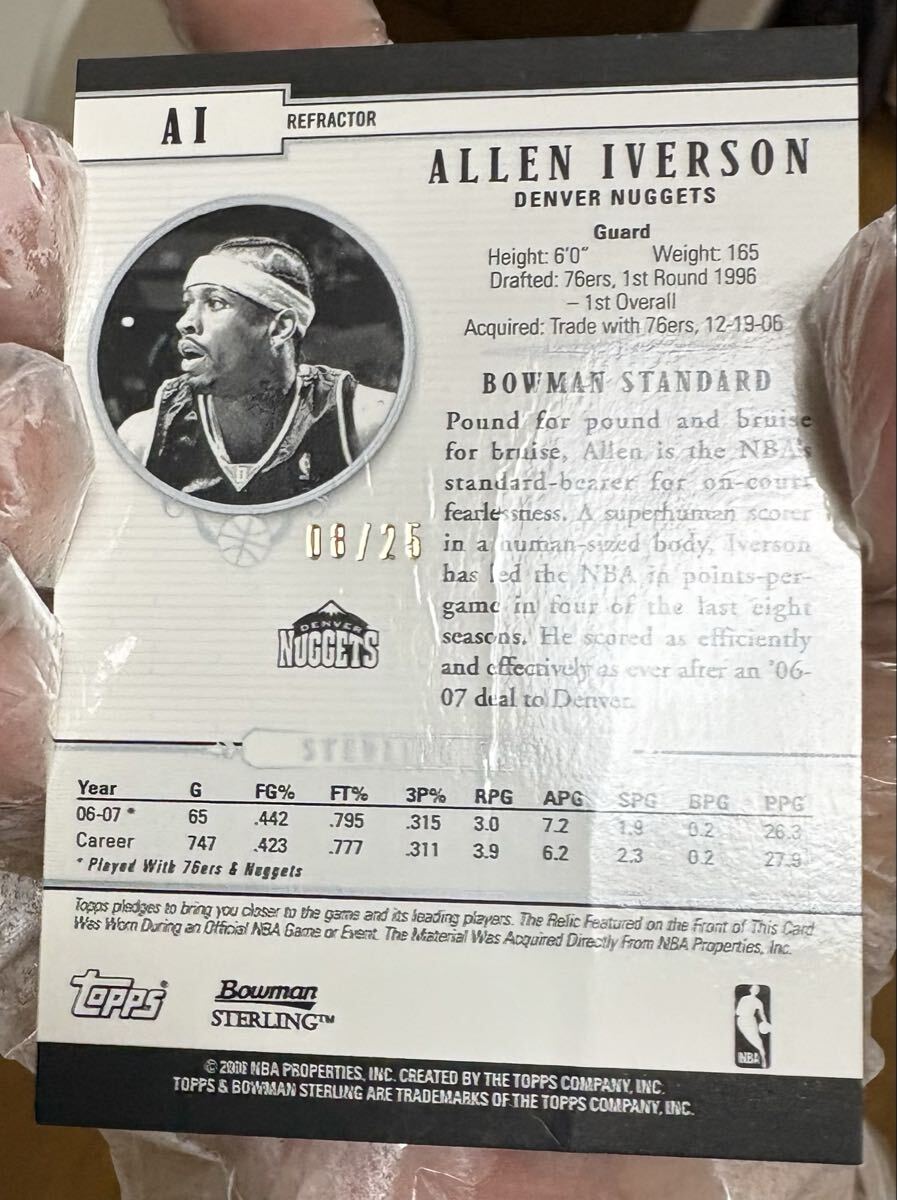 AI
REFRACTOR
ALLEN IVERSON
DENVER NUGGETS
Guard
Height: 6'0" Weight: 165
Drafted: 76ers, 1st Round 1996
– 1st Overall
Acquired: Trade with 76ers, 12-19-06
BOWMAN STANDARD
Pound for pound and bruise
for bruise, Allen is the NBA's
standard-bearer for on-court
fearlessness. A superhuman scorer
in a human-sized body, Iverson
has led the NBA in points-per-
game in four of the last eight
seasons. He scored as efficiently
and effectively as ever after an '06-
07 deal to Denver.
08/25
DENVER
NUGGETS
Year G FG% FT% 3P% RPG APG SPG BPG PPG
06-07 * 65 .442 .795 .315 3.0 7.2 1.9 0.2 26.3
Career 747 .423 .777 .311 3.9 6.2 2.3 0.2 27.9
* Played With 76ers & Nuggets
Topps pledges to bring you closer to the game and its leading players. The Relic Featured on the Front of This Card
Was Worn During an Official NBA Game or Event. The Material Was Acquired Directly From NBA Properties, Inc.
Topps®
Bowman
STERLING™
NBA
© 2008 NBA PROPERTIES, INC. CREATED BY THE TOPPS COMPANY, INC.
TOPPS & BOWMAN STERLING ARE TRADEMARKS OF THE TOPPS COMPANY, INC.